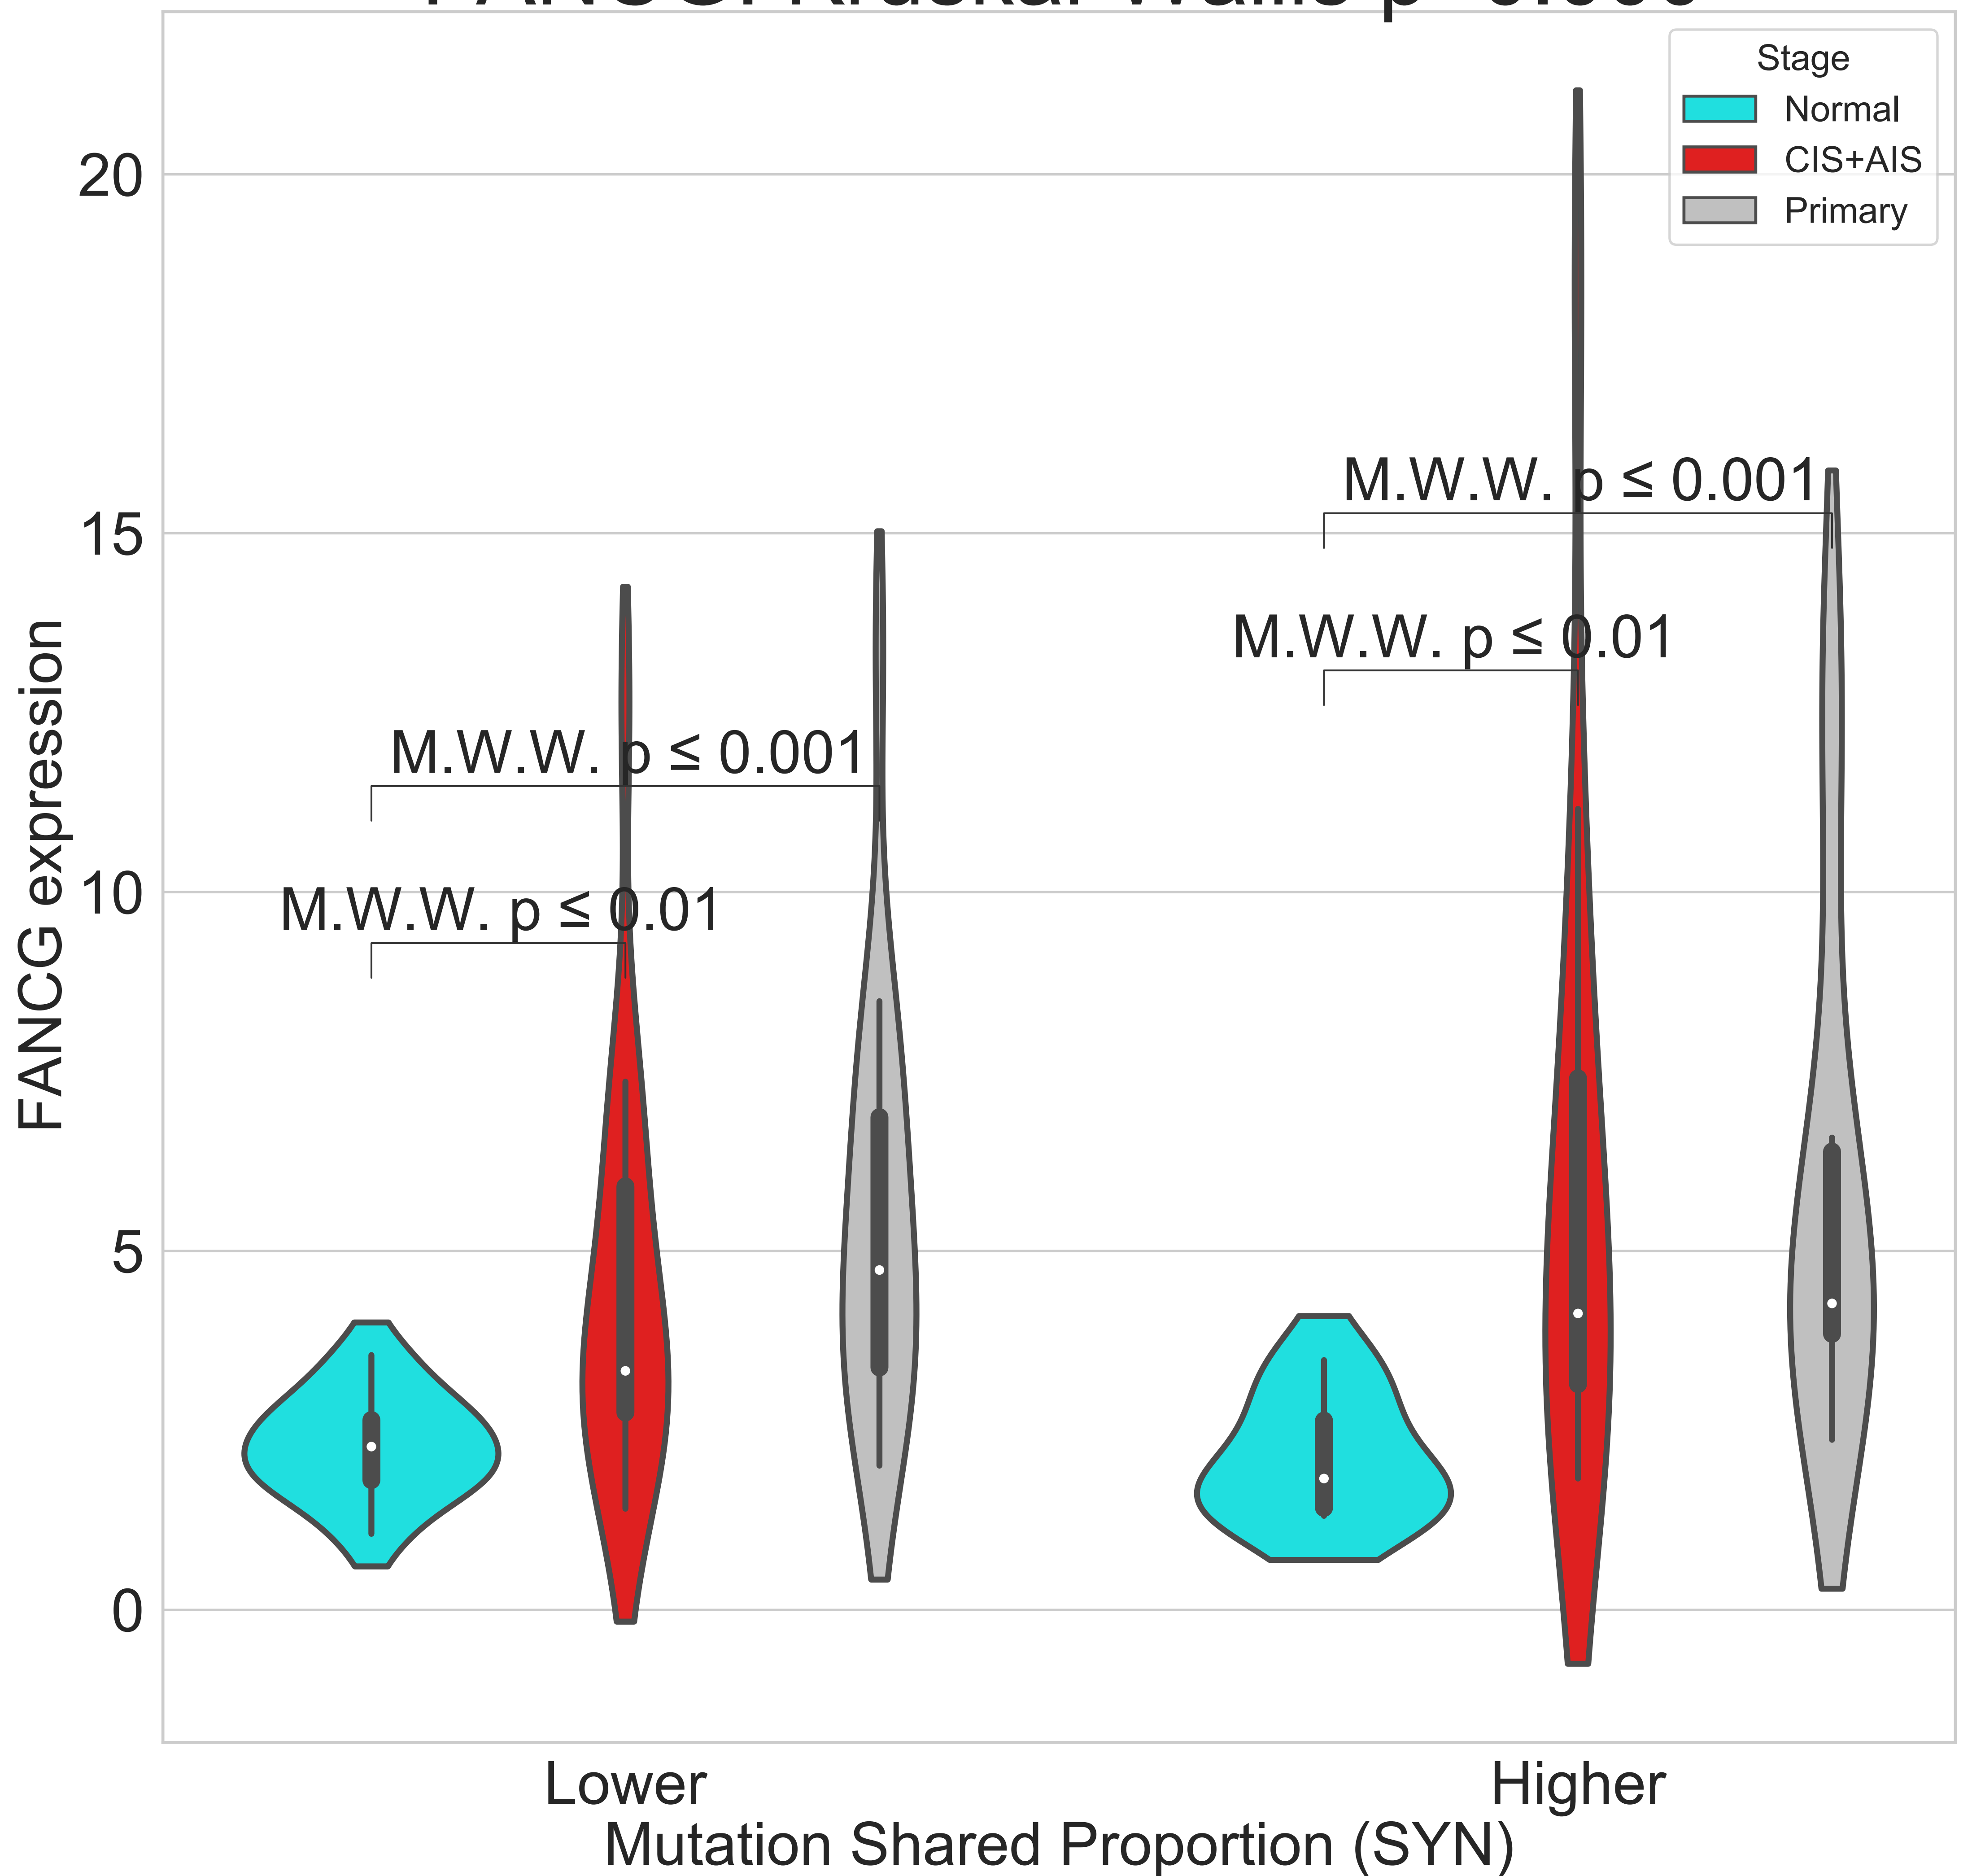 Stage
Normal
CIS+AIS
Primary
20
15
10
5
0
FANCG expression
M.W.W. p ≤ 0.001
M.W.W. p ≤ 0.01
M.W.W. p ≤ 0.001
M.W.W. p ≤ 0.01
Lower
Higher
Mutation Shared Proportion (SYN)